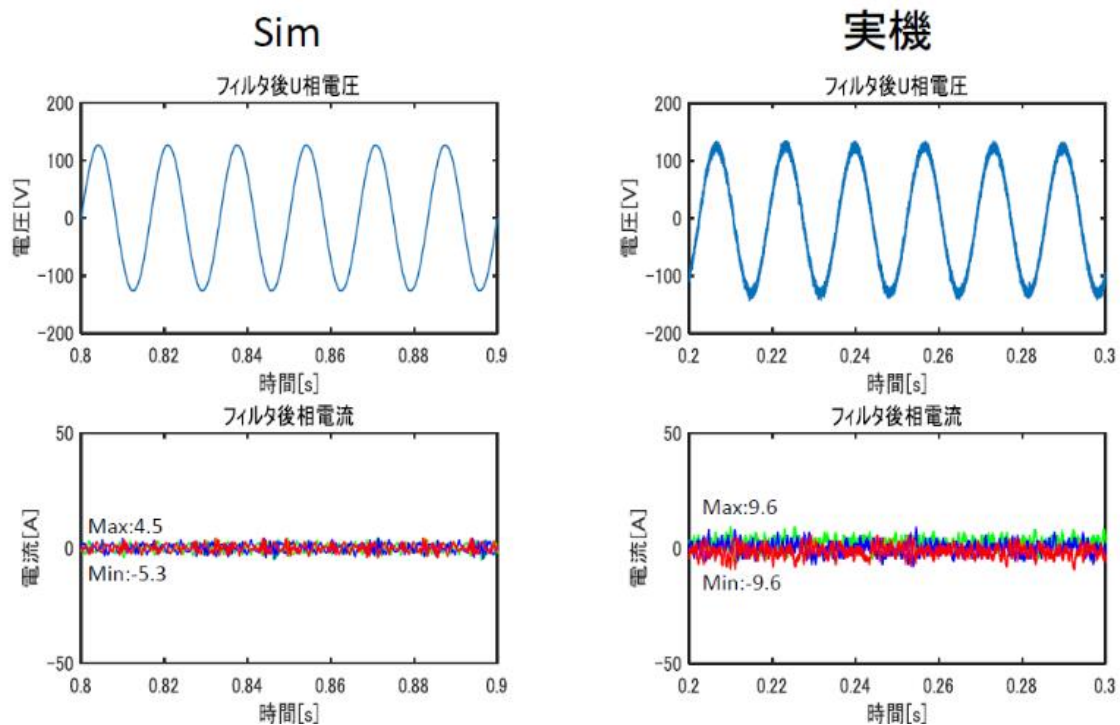 Sim
フィルタ後U相電圧
200
100
0
-100
-200
電圧[V]
0.8 0.82 0.84 0.86 0.88 0.9
時間[s]
フィルタ後相電流
50
0
-50
電流[A]
Max:4.5
Min:-5.3
0.8 0.82 0.84 0.86 0.88 0.9
時間[s]
実機
フィルタ後U相電圧
200
100
0
-100
-200
電圧[V]
0.2 0.22 0.24 0.26 0.28 0.3
時間[s]
フィルタ後相電流
50
0
-50
電流[A]
Max:9.6
Min:-9.6
0.2 0.22 0.24 0.26 0.28 0.3
時間[s]